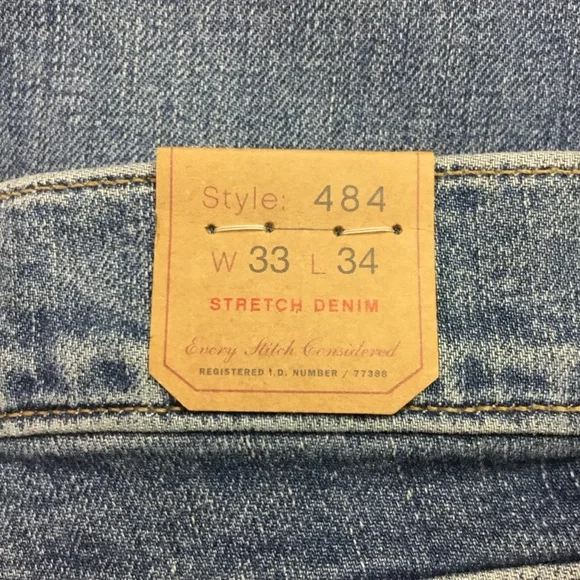 Style: 484
W 33 L 34
STRETCH DENIM
Every Stitch Considered
REGISTERED I.D. NUMBER / 77388